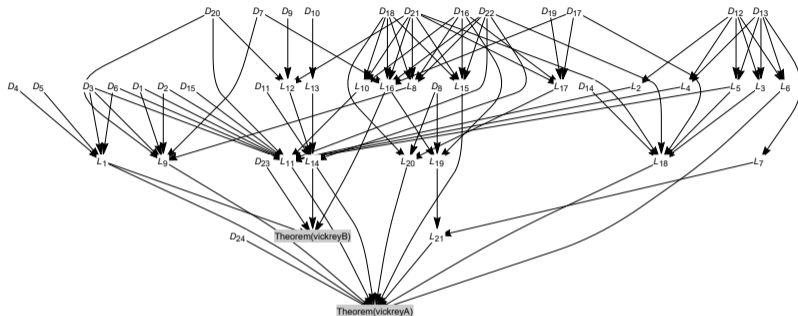 D20 D7 D9 D10 D18 D21 D16 D22 D19 D17 D12 D13
D4 D5 D3 D6 D1 D2 D15 D11 L12 L13 L10 L16 L8 D8 L15 L17 D14 L2 L4 L5 L3 L6
L1 L9 D23 L11 L14 L20 L19 L18 L7
D24 Theorem(vickreyB) L21
Theorem(vickreyA)